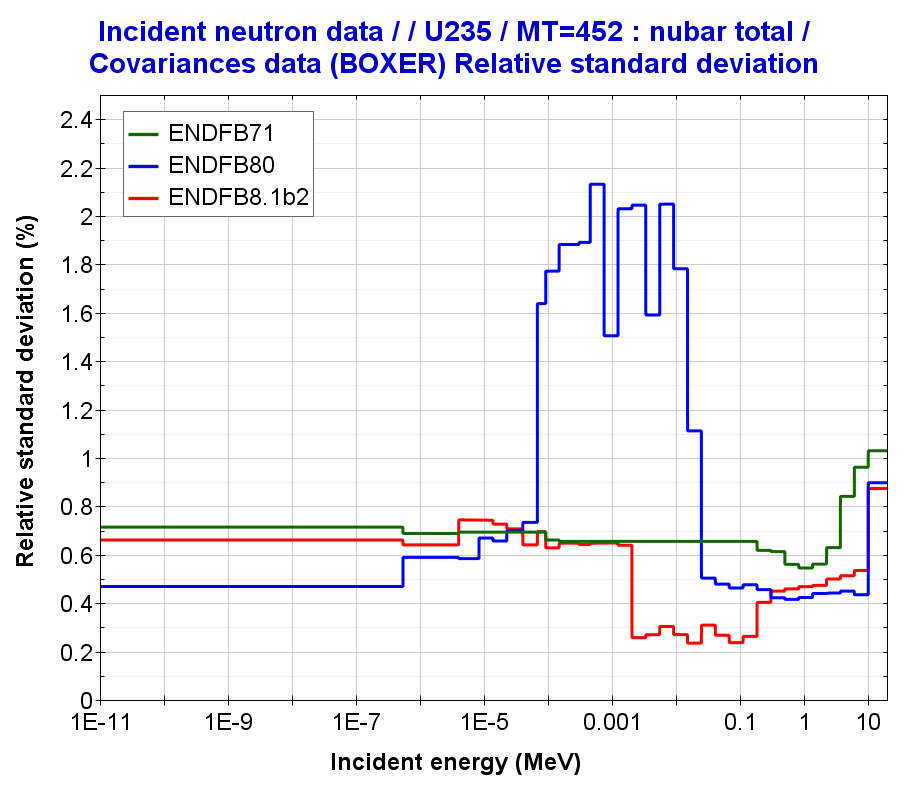 Incident neutron data / / U235 / MT=452 : nubar total /
Covariances data (BOXER) Relative standard deviation
ENDFB71
ENDFB80
ENDFB8.1b2
Relative standard deviation (%)
2.4
2.2
2
1.8
1.6
1.4
1.2
1
0.8
0.6
0.4
0.2
0
1E-11
1E-9
1E-7
1E-5
0.001
0.1
1
10
Incident energy (MeV)